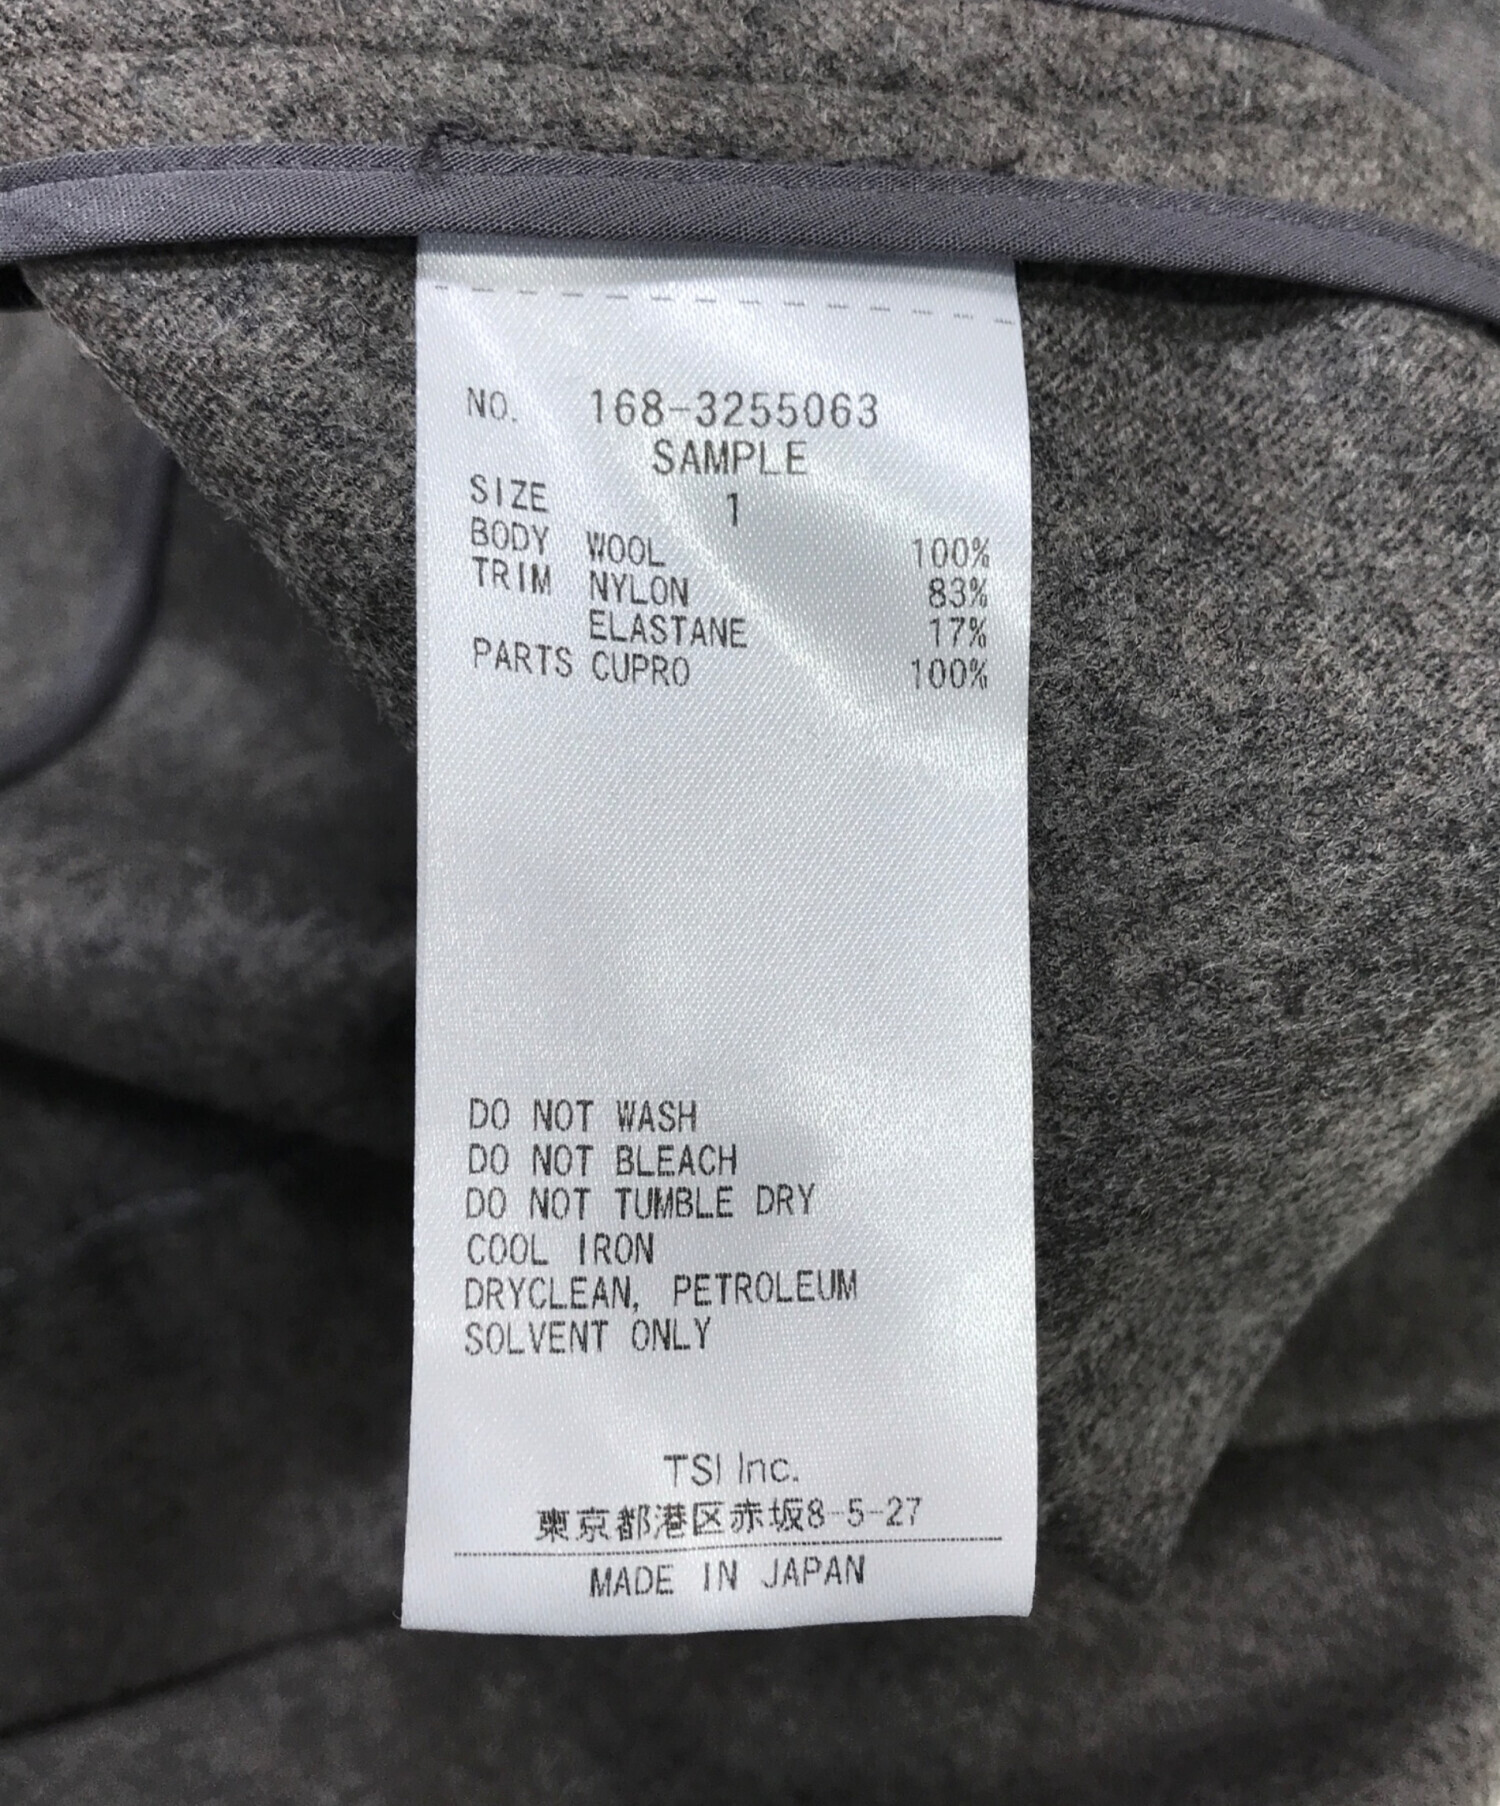 NO. 168-3255063
SAMPLE
SIZE 1
BODY WOOL 100%
TRIM NYLON 83%
ELASTANE 17%
PARTS CUPRO 100%
DO NOT WASH
DO NOT BLEACH
DO NOT TUMBLE DRY
COOL IRON
DRYCLEAN, PETROLEUM
SOLVENT ONLY
TSI Inc.
東京都港区赤坂8-5-27
MADE IN JAPAN